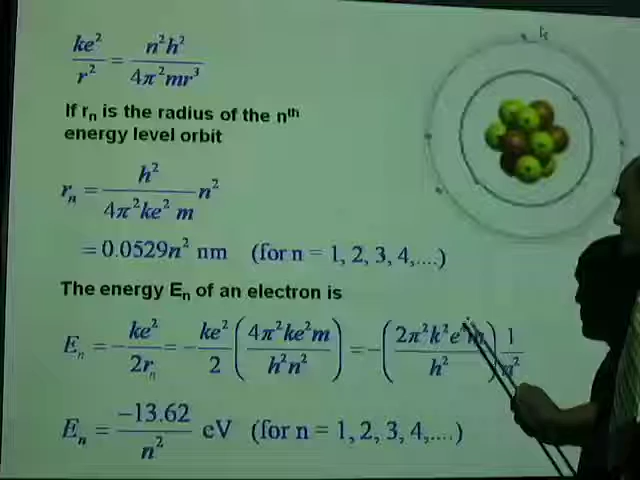 ke²/r² = n²h²/4π²mr³
If rₙ is the radius of the nᵗʰ
energy level orbit
rₙ = h²/4π²ke²m n²
= 0.0529n² nm (for n = 1, 2, 3, 4,....)
The energy Eₙ of an electron is
Eₙ = -ke²/2rₙ = -ke²/2 (4π²ke²m/h²n²) = -(2π²k²e⁴m/h²) 1/n²
Eₙ = -13.62/n² eV (for n = 1, 2, 3, 4,....)